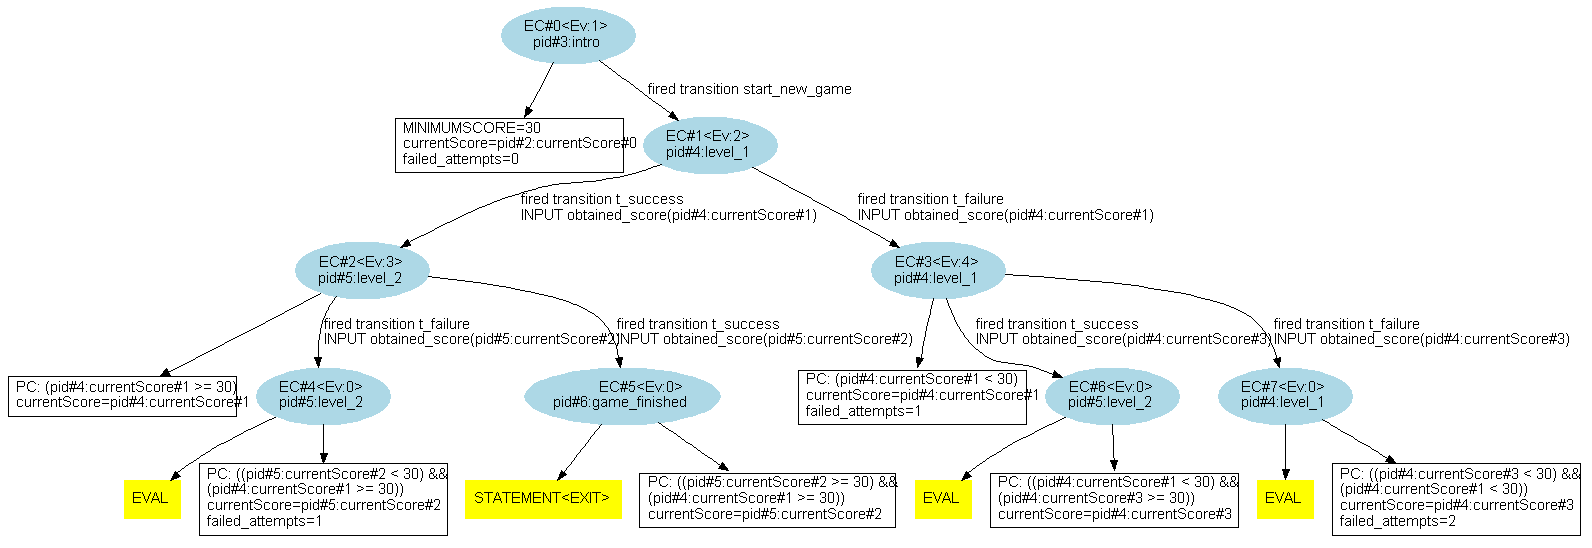 EC#0<Ev:1>
pid#3:intro
fired transition start_new_game
MINIMUMSCORE=30
currentScore=pid#2:currentScore#0
failed_attempts=0
EC#1<Ev:2>
pid#4:level_1
fired transition t_success
INPUT obtained_score(pid#4:currentScore#1)
fired transition t_failure
INPUT obtained_score(pid#4:currentScore#1)
EC#2<Ev:3>
pid#5:level_2
EC#3<Ev:4>
pid#4:level_1
fired transition t_failure
INPUT obtained_score(pid#5:currentScore#2)
fired transition t_success
INPUT obtained_score(pid#5:currentScore#2)
fired transition t_success
INPUT obtained_score(pid#4:currentScore#3)
fired transition t_failure
INPUT obtained_score(pid#4:currentScore#3)
PC: (pid#4:currentScore#1 >= 30)
currentScore=pid#4:currentScore#1
EC#4<Ev:0>
pid#5:level_2
EC#5<Ev:0>
pid#6:game_finished
PC: (pid#4:currentScore#1 < 30)
currentScore=pid#4:currentScore#1
failed_attempts=1
EC#6<Ev:0>
pid#5:level_2
EC#7<Ev:0>
pid#4:level_1
EVAL
PC: ((pid#5:currentScore#2 < 30) &&
(pid#4:currentScore#1 >= 30))
currentScore=pid#5:currentScore#2
failed_attempts=1
STATEMENT<EXIT>
PC: ((pid#5:currentScore#2 >= 30) &&
(pid#4:currentScore#1 >= 30))
currentScore=pid#5:currentScore#2
EVAL
PC: ((pid#4:currentScore#1 < 30) &&
(pid#4:currentScore#3 >= 30))
currentScore=pid#4:currentScore#3
EVAL
PC: ((pid#4:currentScore#3 < 30) &&
(pid#4:currentScore#1 < 30))
currentScore=pid#4:currentScore#3
failed_attempts=2